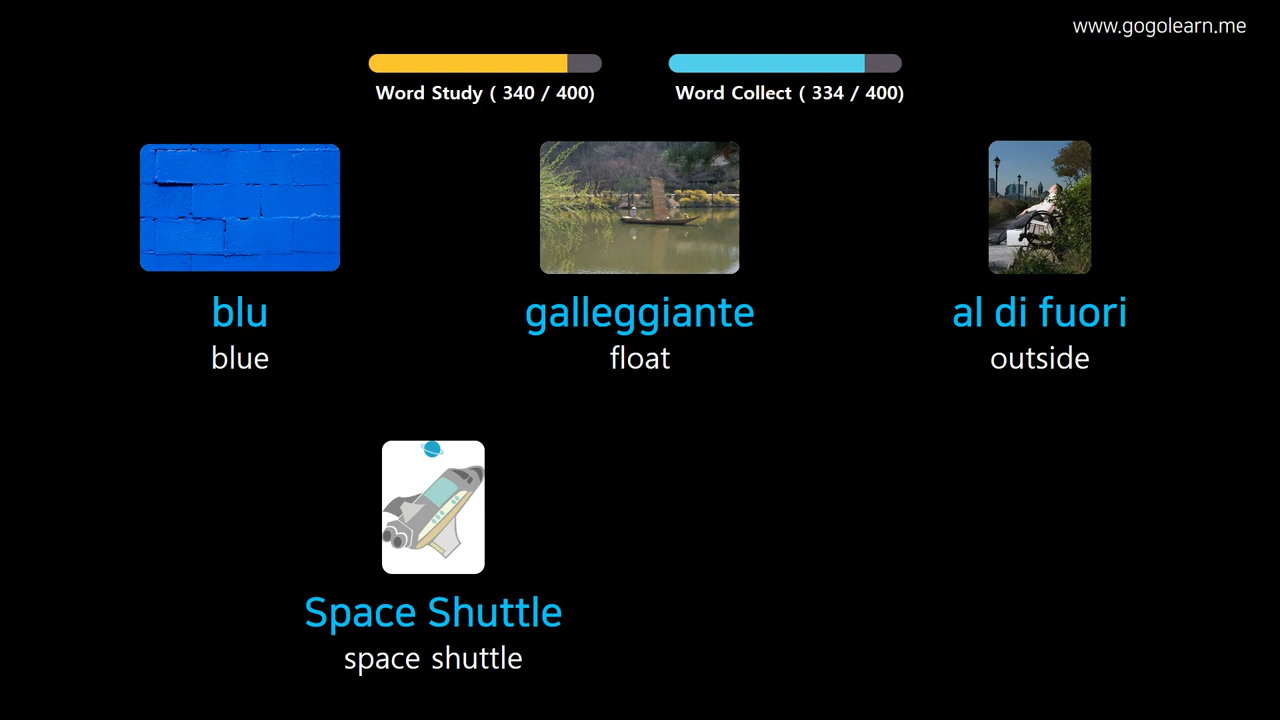 www.gogolearn.me
Word Study ( 340 / 400)
Word Collect ( 334 / 400)
blu
blue
galleggiante
float
al di fuori
outside
Space Shuttle
space shuttle